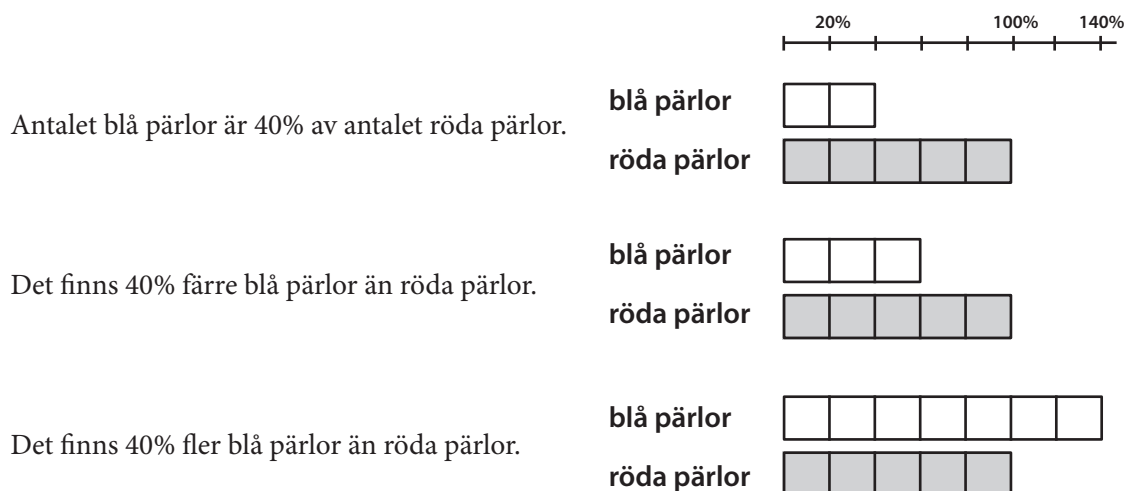 20% 100% 140%
blå pärlor
Antalet blå pärlor är 40% av antalet röda pärlor.
röda pärlor
blå pärlor
Det finns 40% färre blå pärlor än röda pärlor.
röda pärlor
blå pärlor
Det finns 40% fler blå pärlor än röda pärlor.
röda pärlor